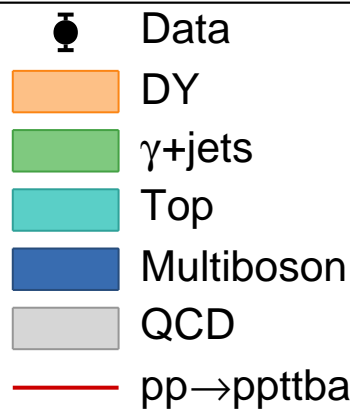 Data
DY
γ+jets
Top
Multiboson
QCD
pp→ppttba